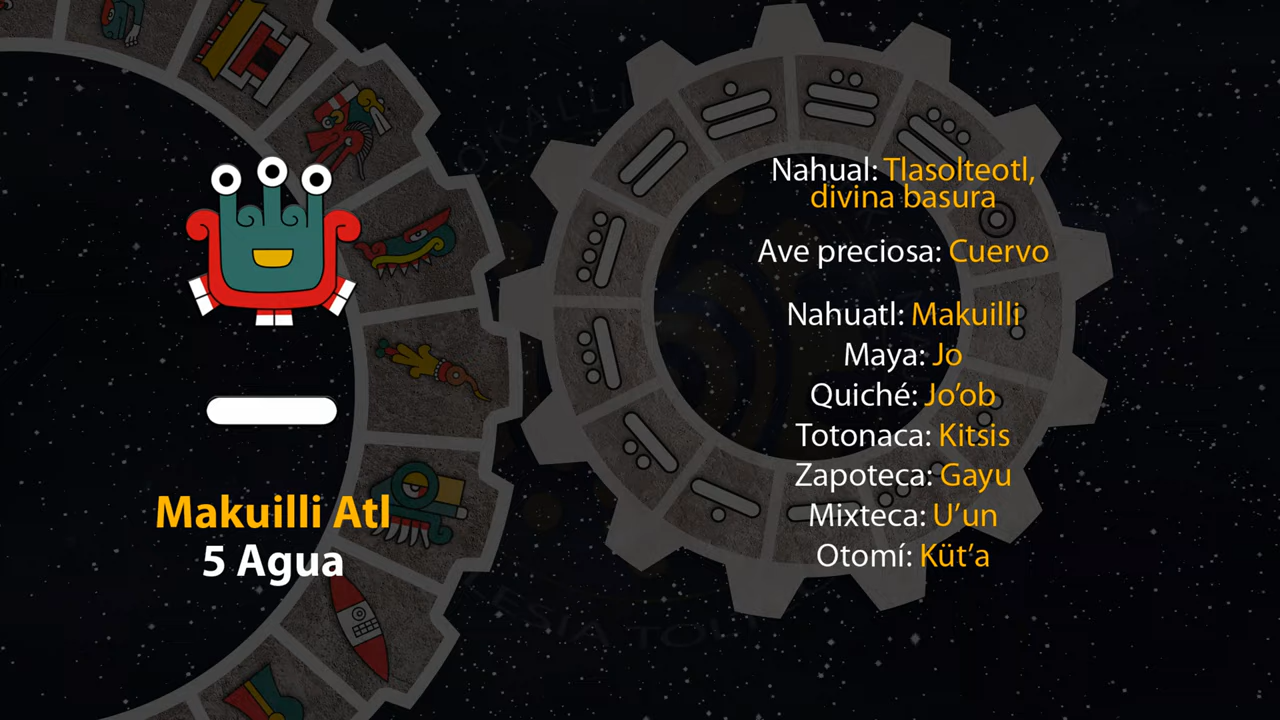 Makuilli Atl
5 Agua
Nahual: Tlasolteotl,
divina basura
Ave preciosa: Cuervo
Nahuatl: Makuilli
Maya: Jo
Quiché: Jo’ob
Totonaca: Kitsis
Zapoteca: Gayu
Mixteca: U’un
Otomí: Küt’a